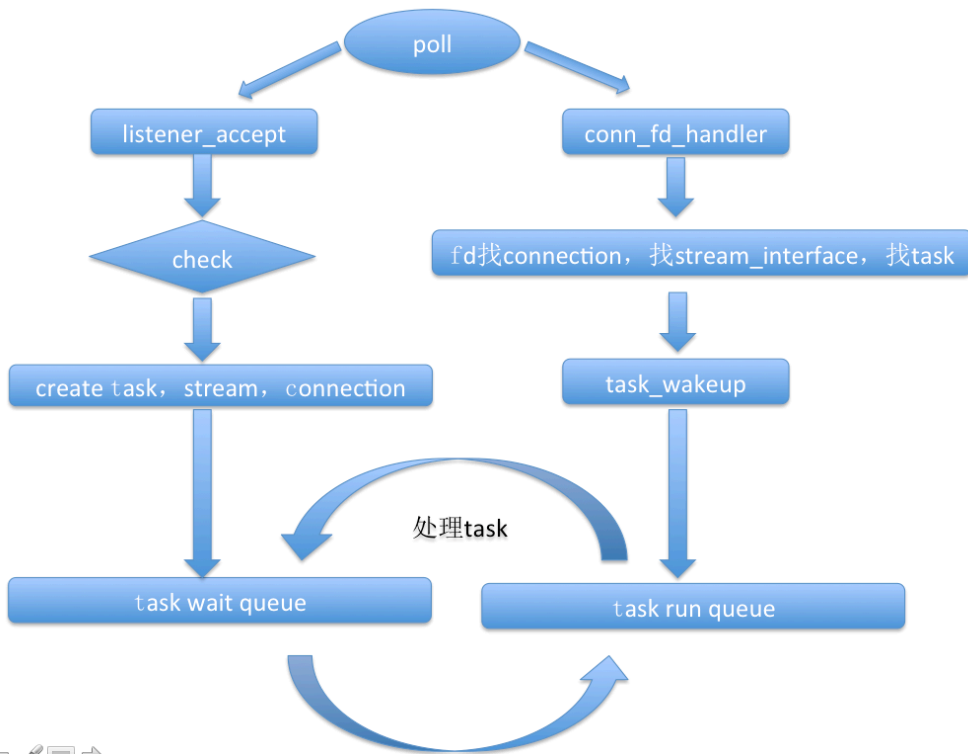 poll
listener_accept
conn_fd_handler
check
fd找connection，找stream_interface，找task
create task，stream，connection
task_wakeup
处理task
task wait queue
task run queue